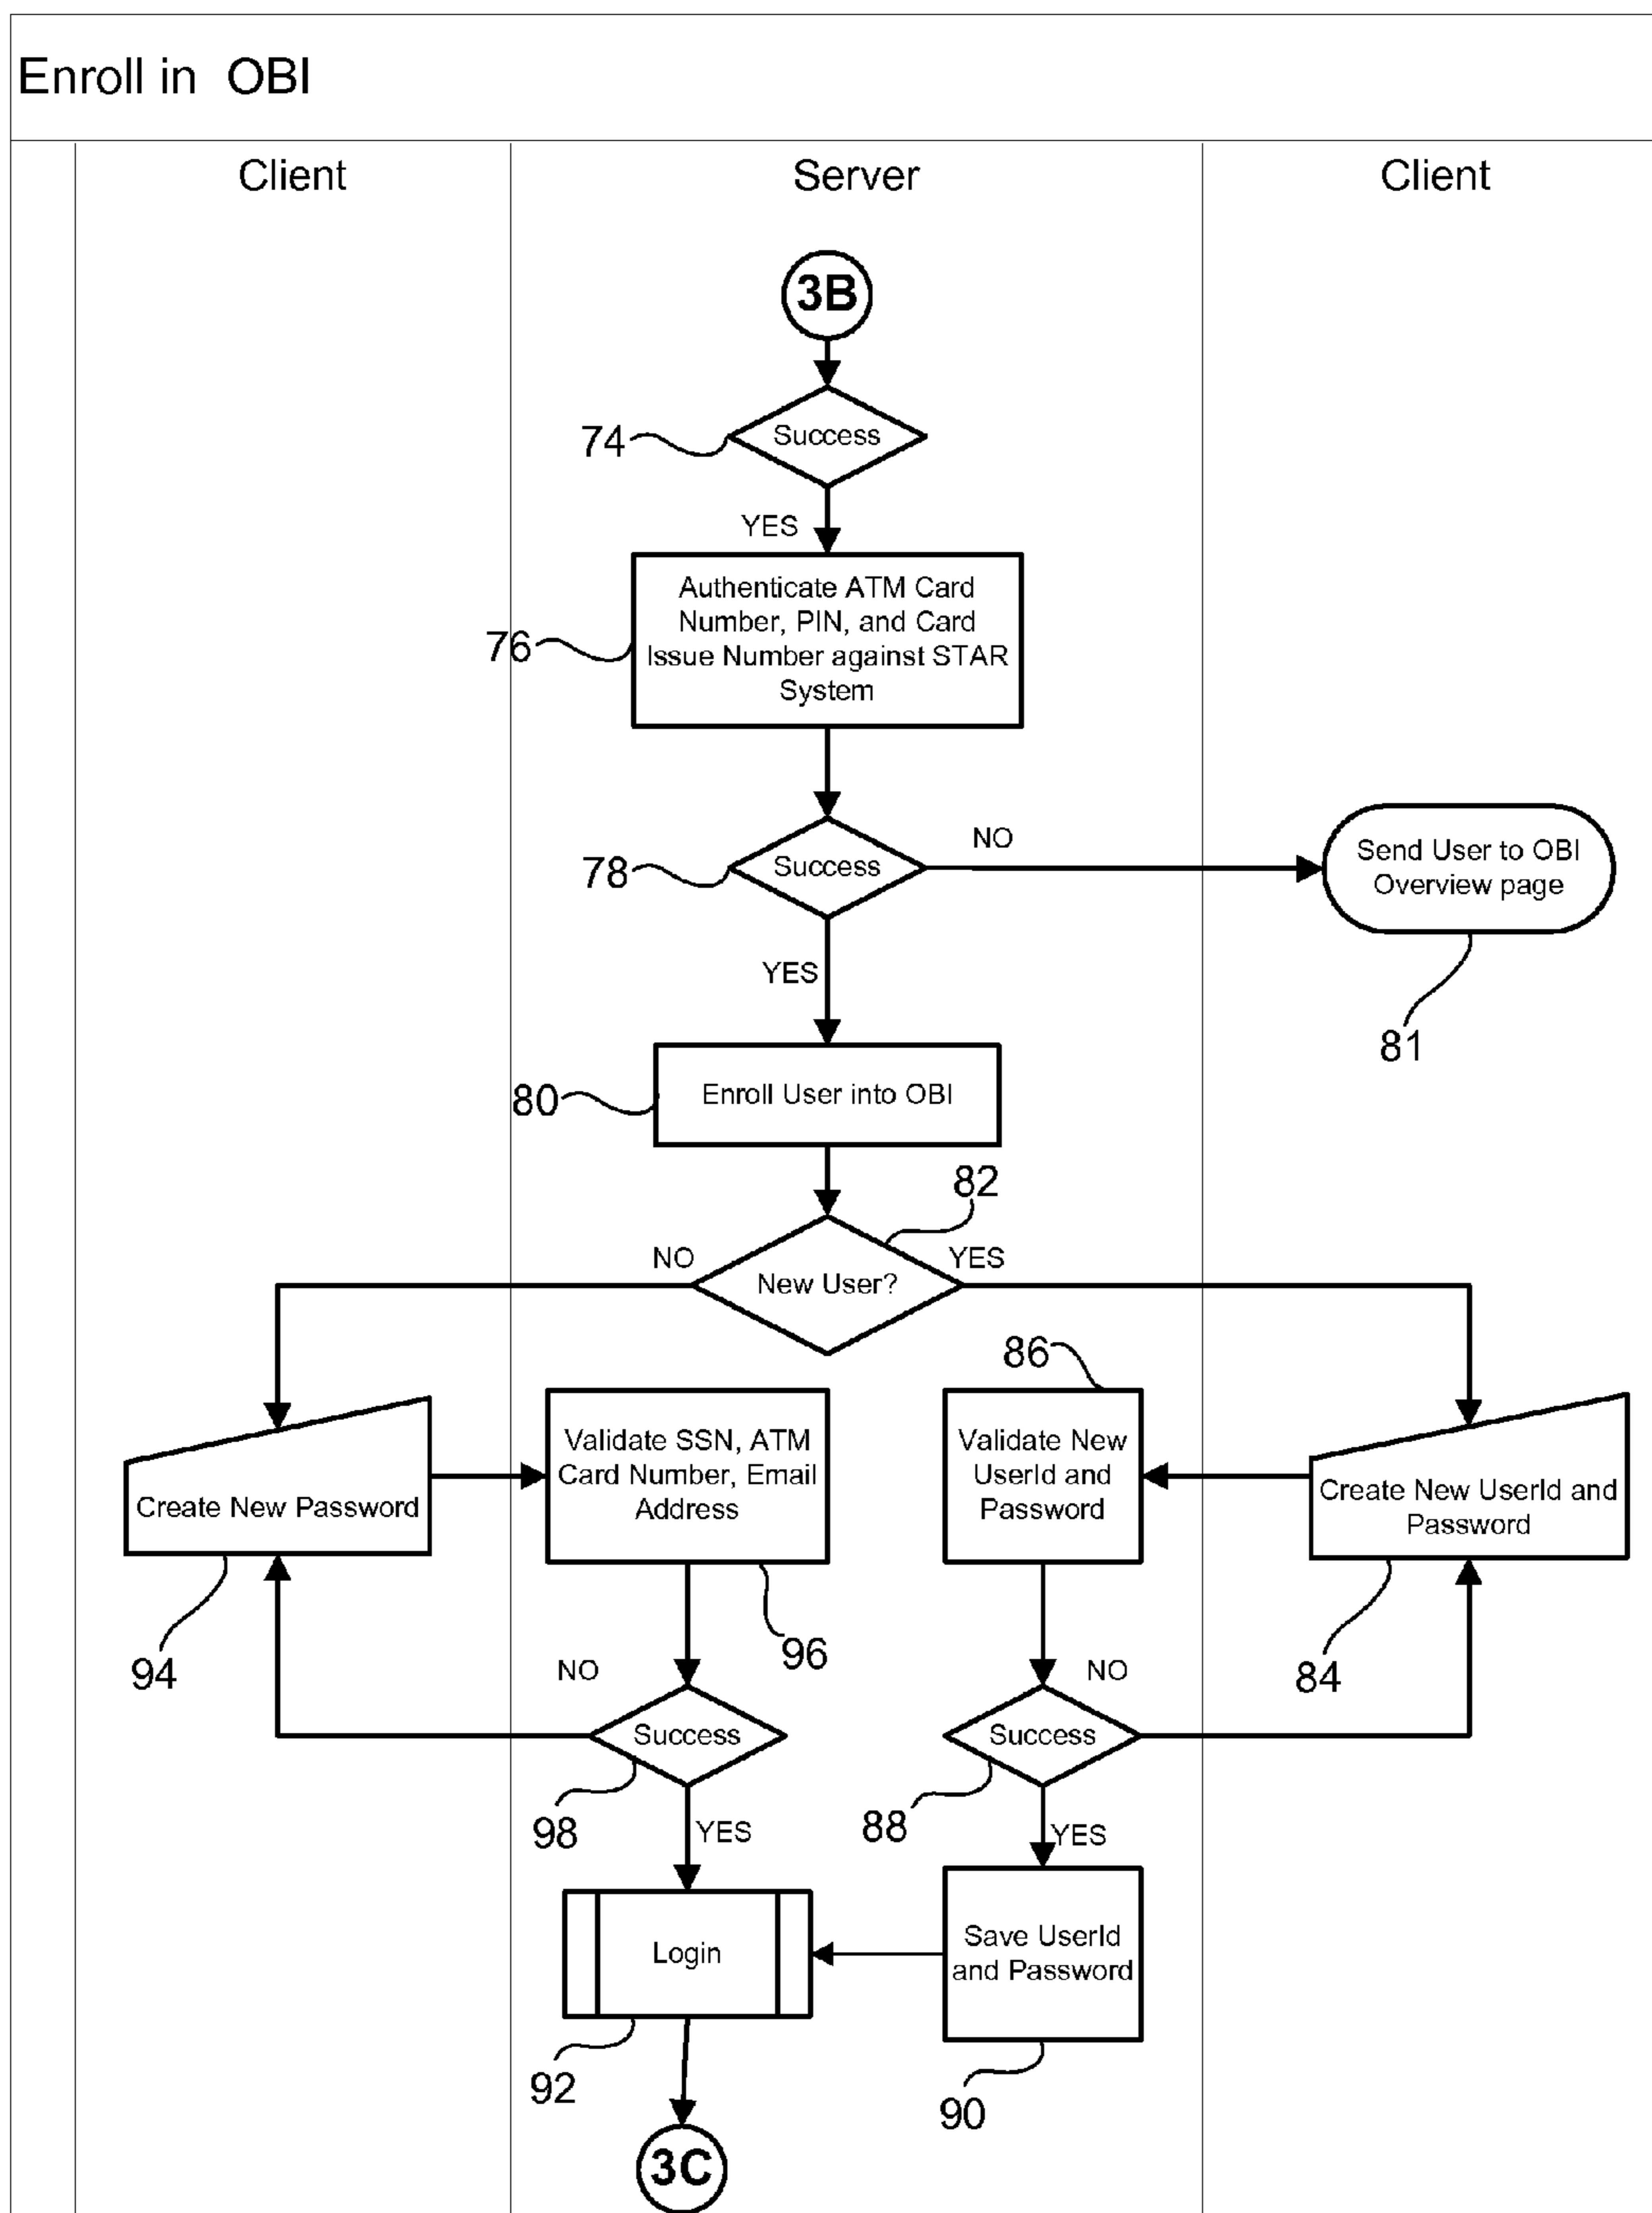 Enroll in OBI
Client
Server
Client
3B
74
Success
YES
76
Authenticate ATM Card
Number, PIN, and Card
Issue Number against STAR
System
78
Success
NO
Send User to OBI
Overview page
81
YES
80
Enroll User into OBI
82
NO
New User?
YES
86
Create New Password
Validate SSN, ATM
Card Number, Email
Address
Validate New
UserId and
Password
Create New UserId and
Password
94
96
84
NO
Success
NO
Success
98
YES
88
YES
Login
Save UserId
and Password
92
90
3C